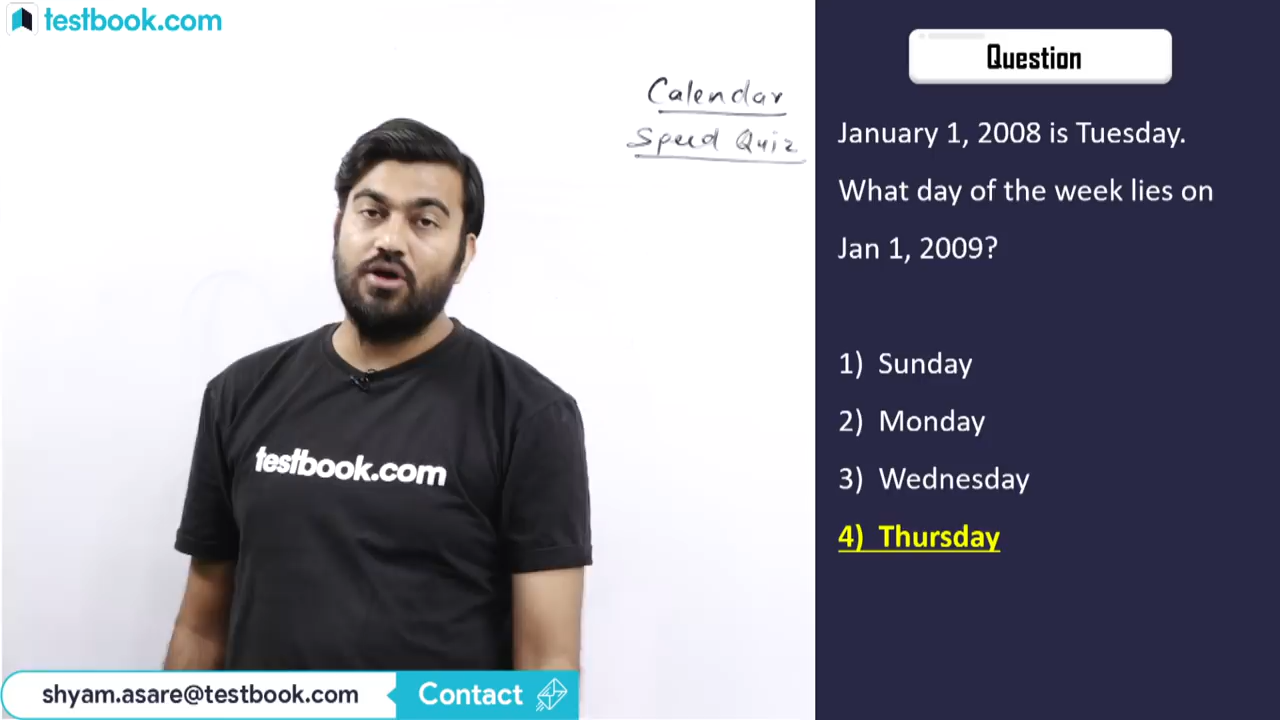 testbook.com
Calendar
Speed Quiz
testbook.com
shyam.asare@testbook.com
Contact
Question
January 1, 2008 is Tuesday.
What day of the week lies on
Jan 1, 2009?
1) Sunday
2) Monday
3) Wednesday
4) Thursday